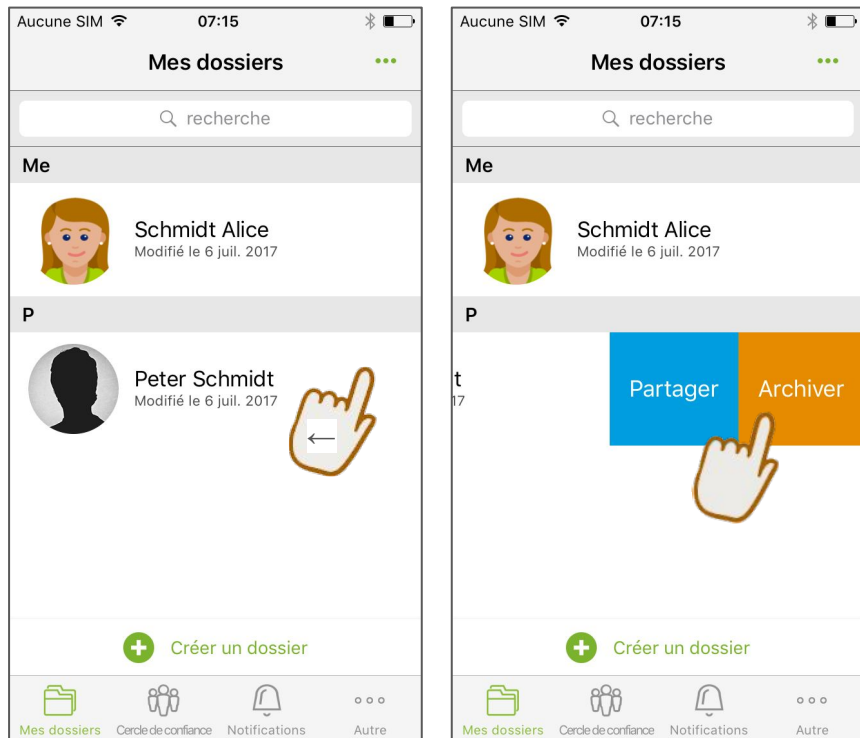 Aucune SIM 07:15
Mes dossiers
recherche
Me
Schmidt Alice
Modifié le 6 juil. 2017
P
Peter Schmidt
Modifié le 6 juil. 2017
Créer un dossier
Mes dossiers Cercle de confiance Notifications Autre
Aucune SIM 07:15
Mes dossiers
recherche
Me
Schmidt Alice
Modifié le 6 juil. 2017
P
t
17
Partager Archiver
Créer un dossier
Mes dossiers Cercle de confiance Notifications Autre